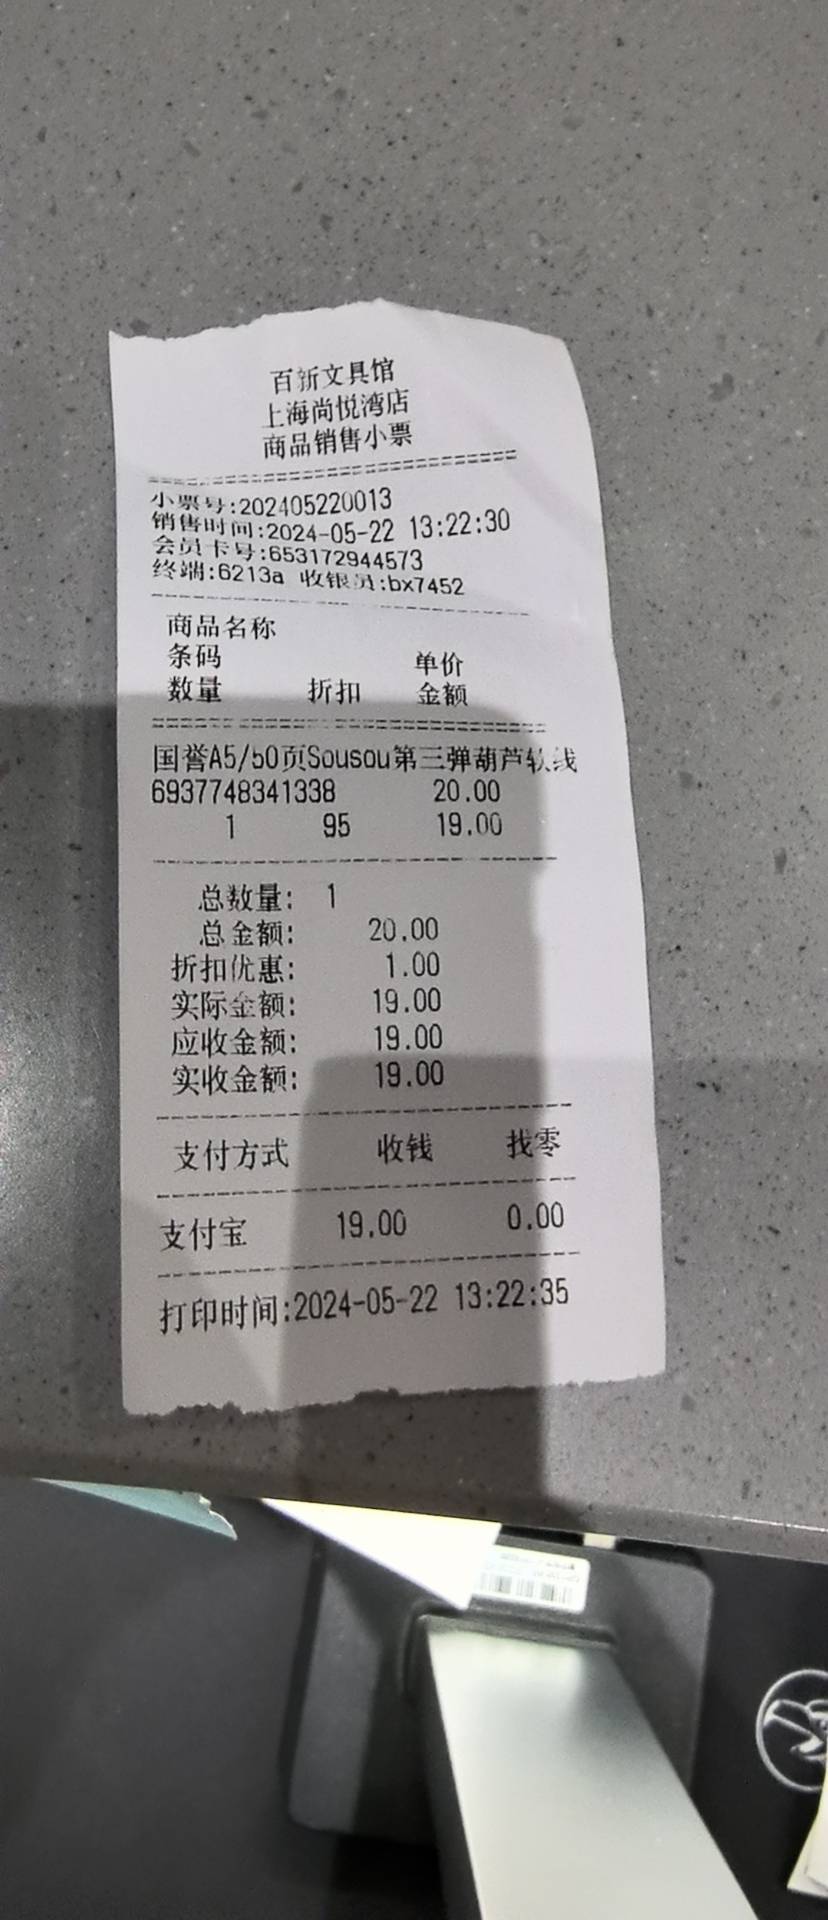 百新文具馆
上海尚悦湾店
商品销售小票
小票号:202405220013
销售时间:2024-05-22 13:22:30
会员卡号:653172944573
终端:6213a 收银员:bx7452
商品名称
条码 单价
数量 折扣 金额
国誉A5/50页Sousou第三弹葫芦软线
6937748341338 20.00
1 95 19.00
总数量: 1
总金额: 20.00
折扣优惠: 1.00
实际金额: 19.00
应收金额: 19.00
实收金额: 19.00
支付方式 收钱 找零
支付宝 19.00 0.00
打印时间:2024-05-22 13:22:35